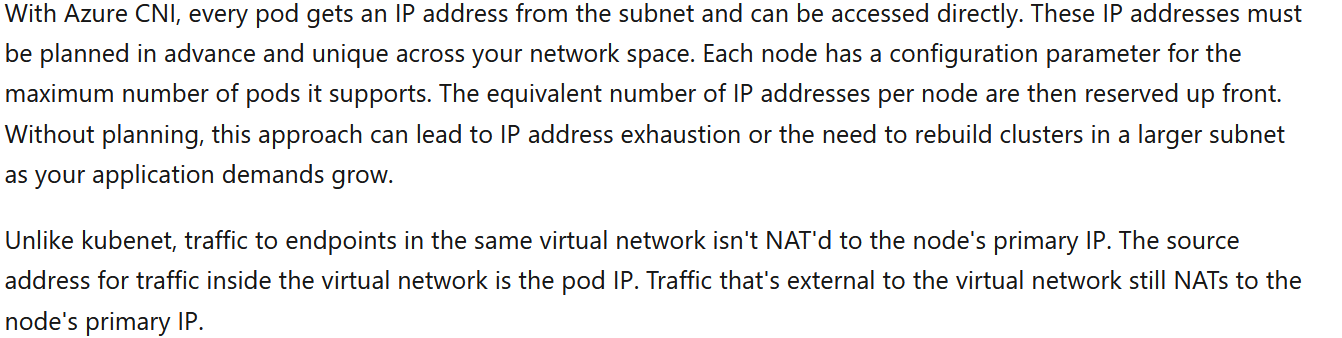 With Azure CNI, every pod gets an IP address from the subnet and can be accessed directly. These IP addresses must
be planned in advance and unique across your network space. Each node has a configuration parameter for the
maximum number of pods it supports. The equivalent number of IP addresses per node are then reserved up front.
Without planning, this approach can lead to IP address exhaustion or the need to rebuild clusters in a larger subnet
as your application demands grow.
Unlike kubenet, traffic to endpoints in the same virtual network isn't NAT'd to the node's primary IP. The source
address for traffic inside the virtual network is the pod IP. Traffic that's external to the virtual network still NATs to the
node's primary IP.